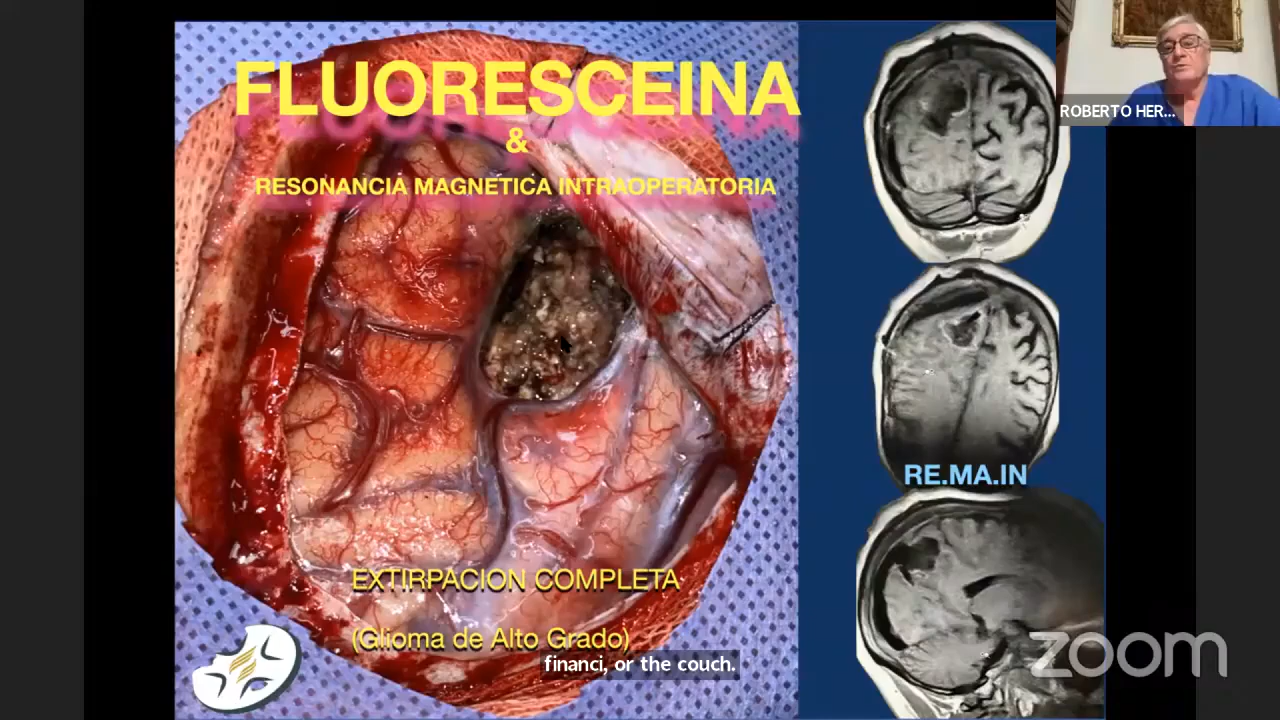 FLUORESCEINA
&
RESONANCIA MAGNETICA INTRAOPERATORIA
ROBERTO HER...
RE.MA.IN
EXTIRPACION COMPLETA
(Glioma de Alto Grado)
financi, or the couch.
zoom